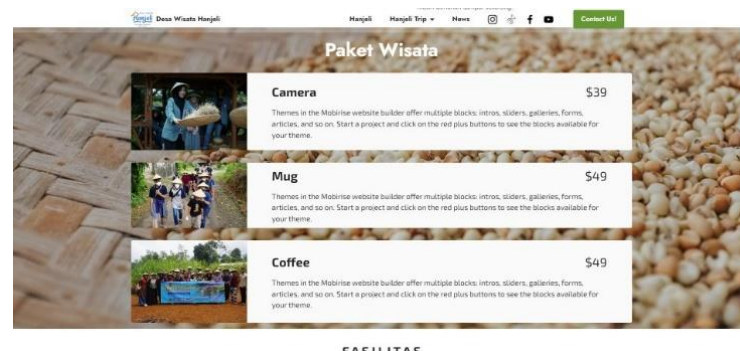 Hanjeli
Desa Wisata Hanjeli
Hanjeli
Hanjeli Trip
News
Contact Us!
Paket Wisata
Camera
$39
Themes in the Mobirise website builder offer multiple blocks: intros, sliders, galleries, forms,
articles, and so on. Start a project and click on the red plus buttons to see the blocks available for
your theme.
Mug
$49
Themes in the Mobirise website builder offer multiple blocks: intros, sliders, galleries, forms,
articles, and so on. Start a project and click on the red plus buttons to see the blocks available for
your theme.
Coffee
$49
Themes in the Mobirise website builder offer multiple blocks: intros, sliders, galleries, forms,
articles, and so on. Start a project and click on the red plus buttons to see the blocks available for
your theme.
FASILITAS